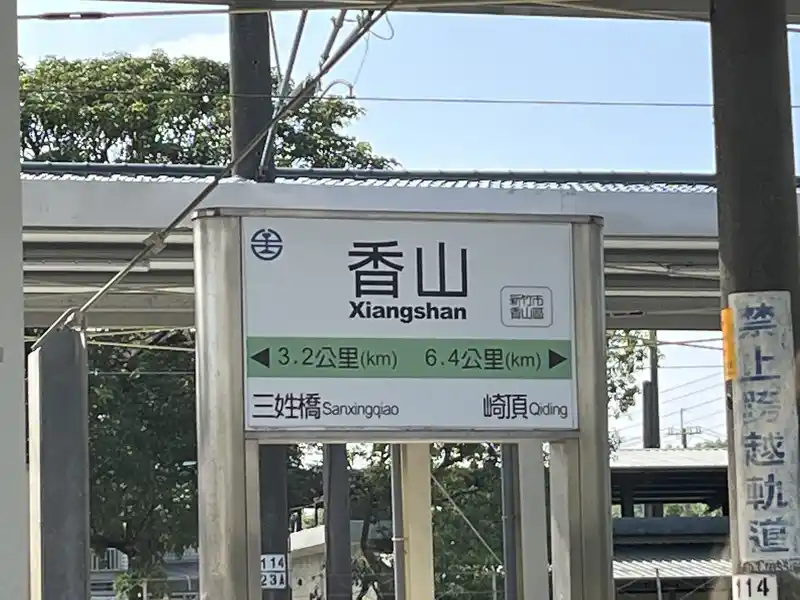 香山
Xiangshan
新竹市
香山區
◀ 3.2公里(km) 6.4公里(km) ▶
三姓橋 Sanxingqiao 崎頂 Qiding
禁止跨越軌道
114
23A
114